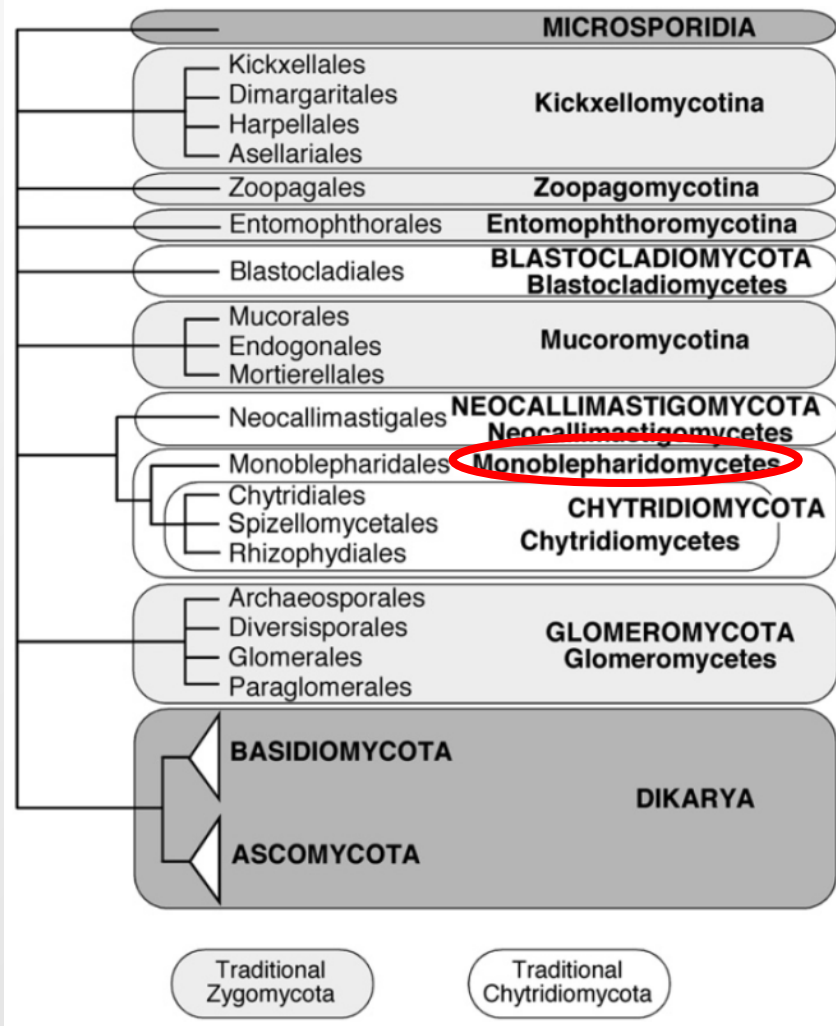 MICROSPORIDIA
Kickxellales
Dimargaritales
Harpellales
Asellariales
Kickxellomycotina
Zoopagales Zoopagomycotina
Entomophthorales Entomophthoromycotina
Blastocladiales
BLASTOCLADIOMYCOTA
Blastocladiomycetes
Mucorales
Endogonales
Mortierellales
Mucoromycotina
Neocallimastigales
NEOCALLIMASTIGOMYCOTA
Neocallimastigomycetes
Monoblepharidales Monoblepharidomycetes
Chytridiales
Spizellomycetales
Rhizophydiales
CHYTRIDIOMYCOTA
Chytridiomycetes
Archaeosporales
Diversisporales
Glomerales
Paraglomerales
GLOMEROMYCOTA
Glomeromycetes
BASIDIOMYCOTA
ASCOMYCOTA
DIKARYA
Traditional
Zygomycota
Traditional
Chytridiomycota